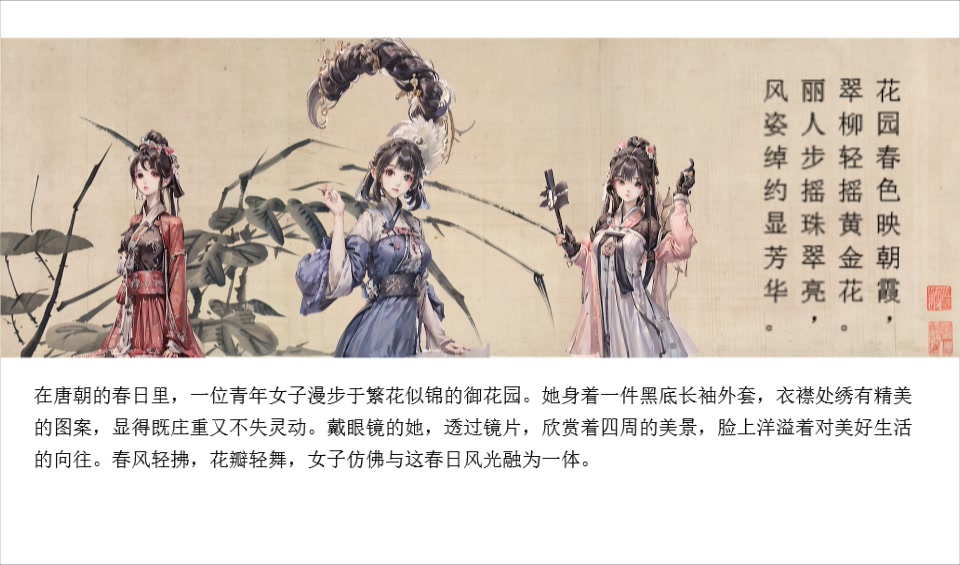 花园春色映朝霞，
翠柳轻摇黄金花。
丽人步摇珠翠亮，
风姿绰约显芳华。
在唐朝的春日里，一位青年女子漫步于繁花似锦的御花园。她身着一件黑底长袖外套，衣襟处绣有精美
的图案，显得既庄重又不失灵动。戴眼镜的她，透过镜片，欣赏着四周的美景，脸上洋溢着对美好生活
的向往。春风轻拂，花瓣轻舞，女子仿佛与这春日风光融为一体。